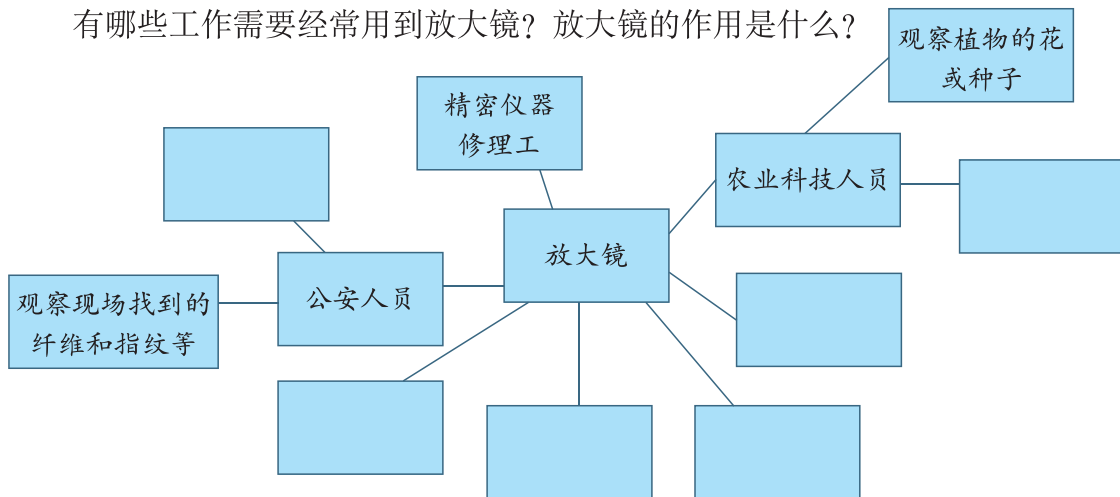 有哪些工作需要经常用到放大镜？放大镜的作用是什么？
观察植物的花
或种子
精密仪器
修理工
农业科技人员
放大镜
公安人员
观察现场找到的
纤维和指纹等